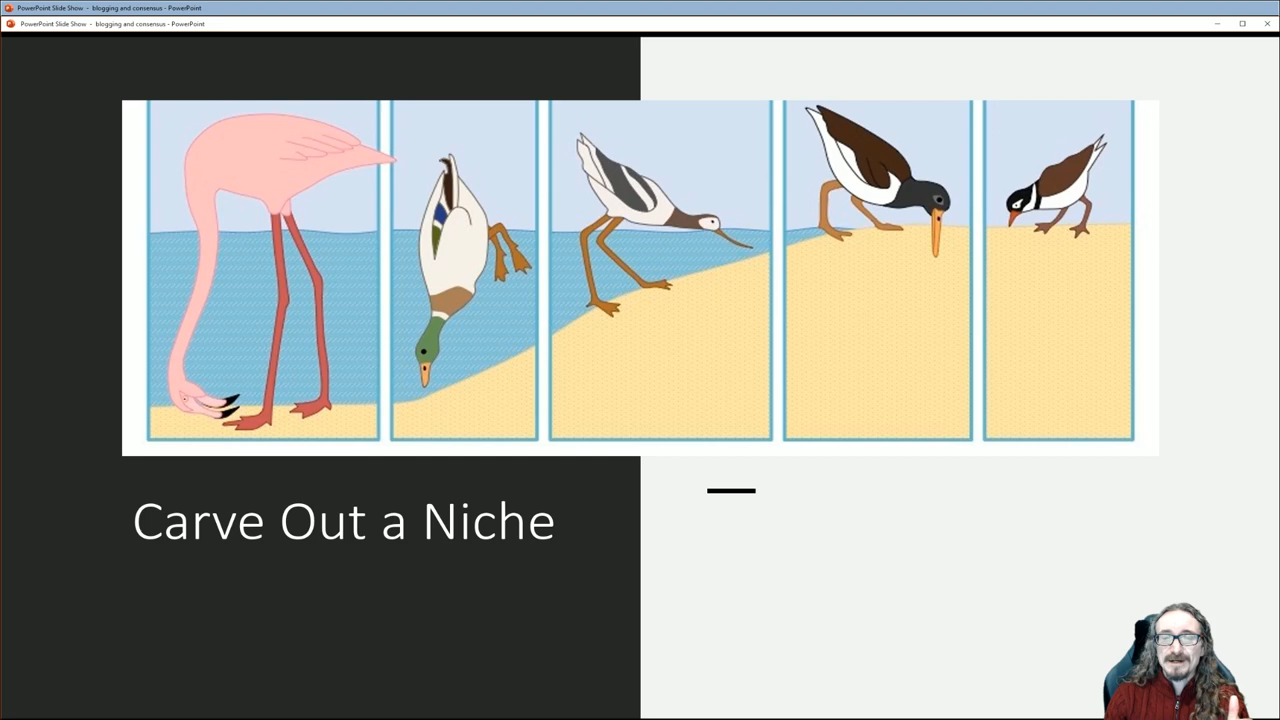 PowerPoint Slide Show - blogging and consensus - PowerPoint
PowerPoint Slide Show - blogging and consensus - PowerPoint
Carve Out a Niche